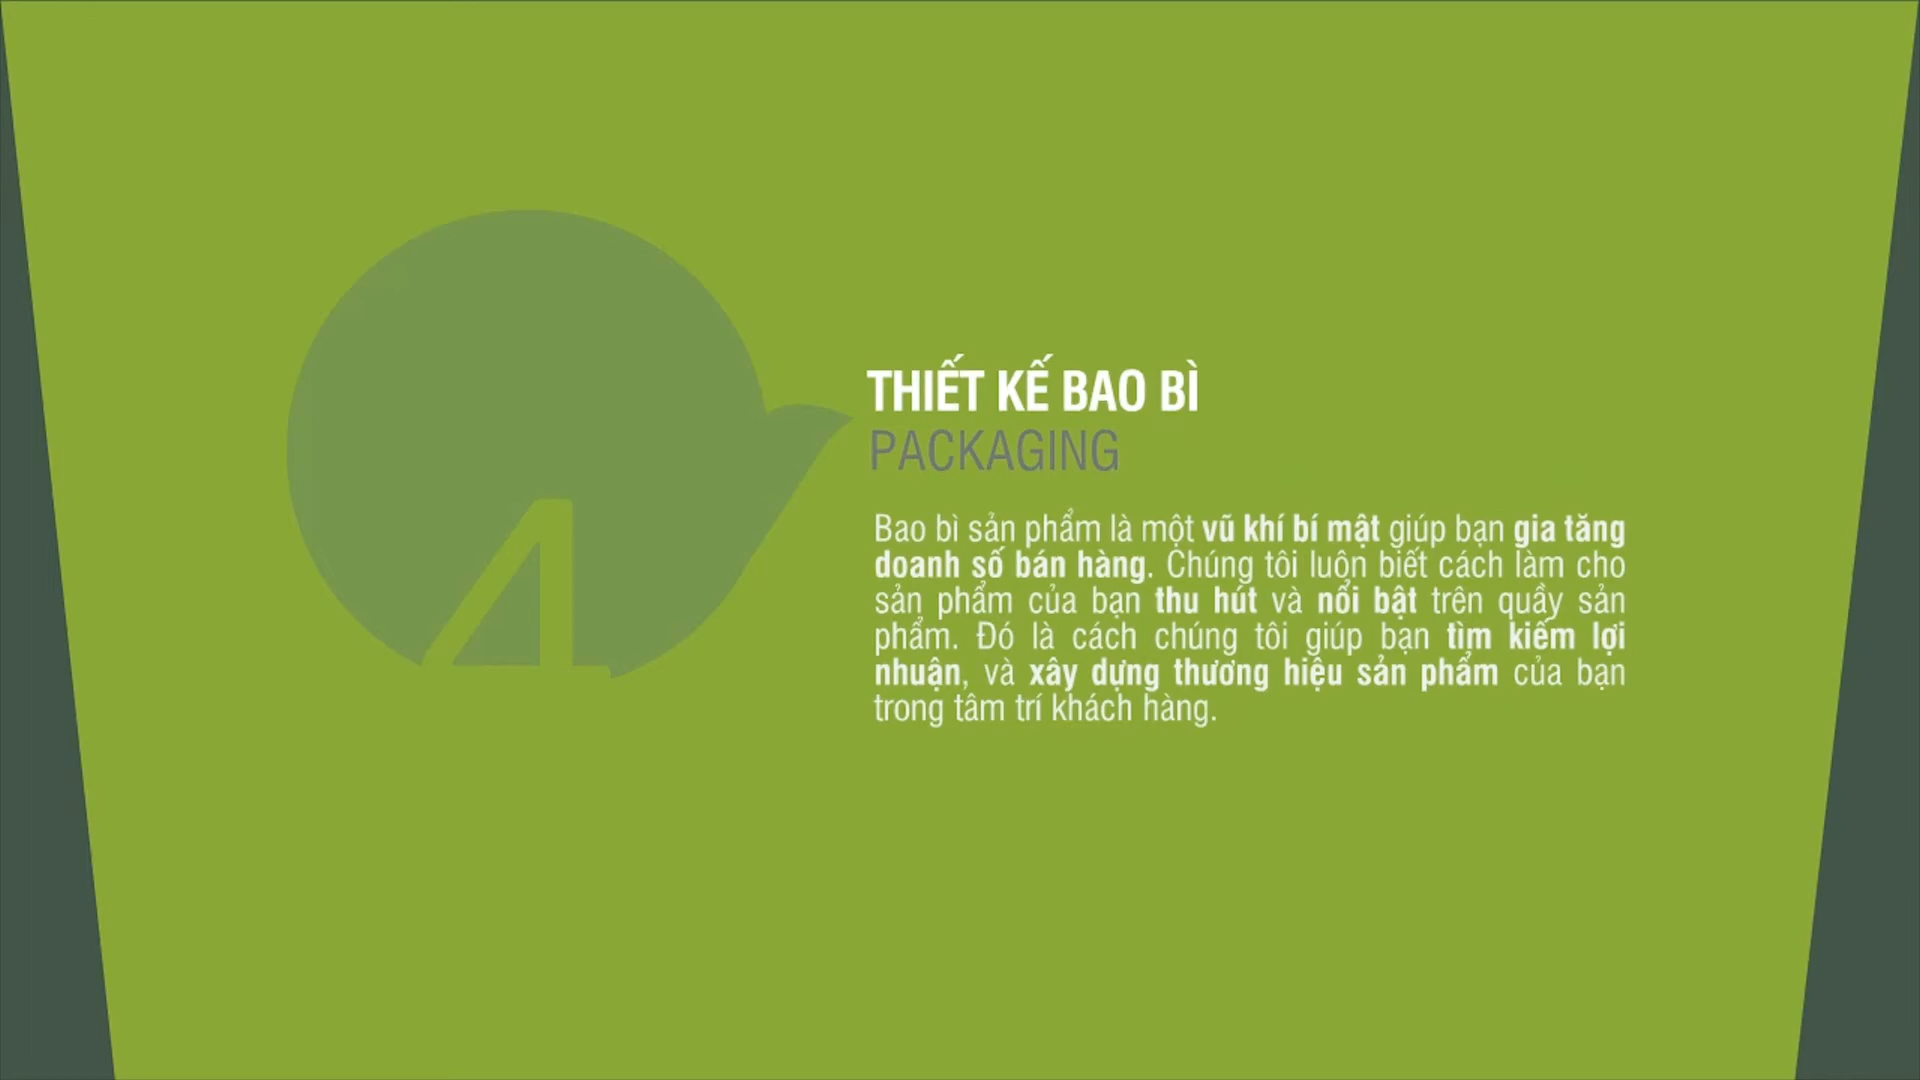 4
THIẾT KẾ BAO BÌ
PACKAGING
Bao bì sản phẩm là một vũ khí bí mật giúp bạn gia tăng
doanh số bán hàng. Chúng tôi luôn biết cách làm cho
sản phẩm của bạn thu hút và nổi bật trên quầy sản
phẩm. Đó là cách chúng tôi giúp bạn tìm kiếm lợi
nhuận, và xây dựng thương hiệu sản phẩm của bạn
trong tâm trí khách hàng.